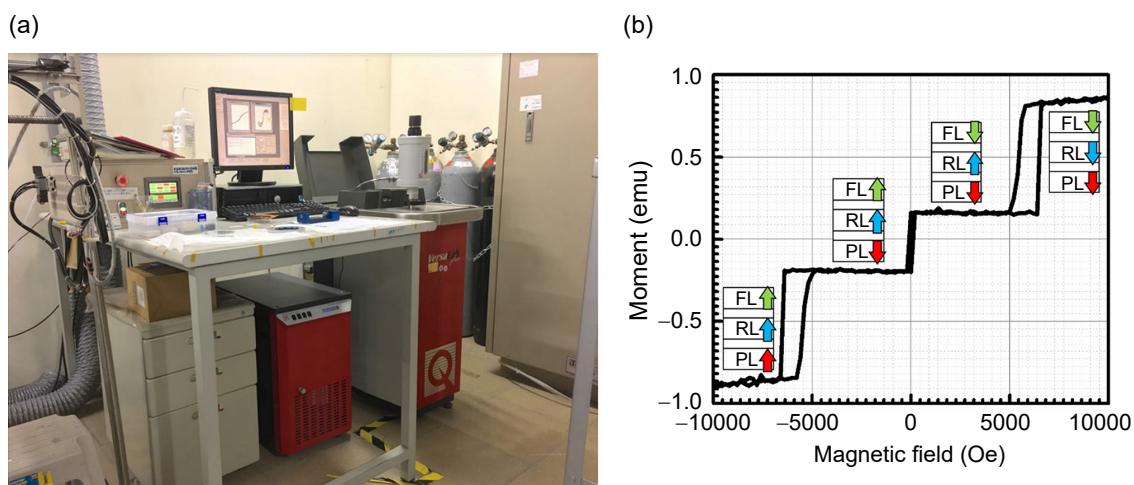 (a)
(b)
VersaLab
Moment (emu)
1.0
0.5
0.0
−0.5
−1.0
FL
RL
PL
FL
RL
PL
FL
RL
PL
FL
RL
PL
−10000
−5000
0
5000
10000
Magnetic field (Oe)